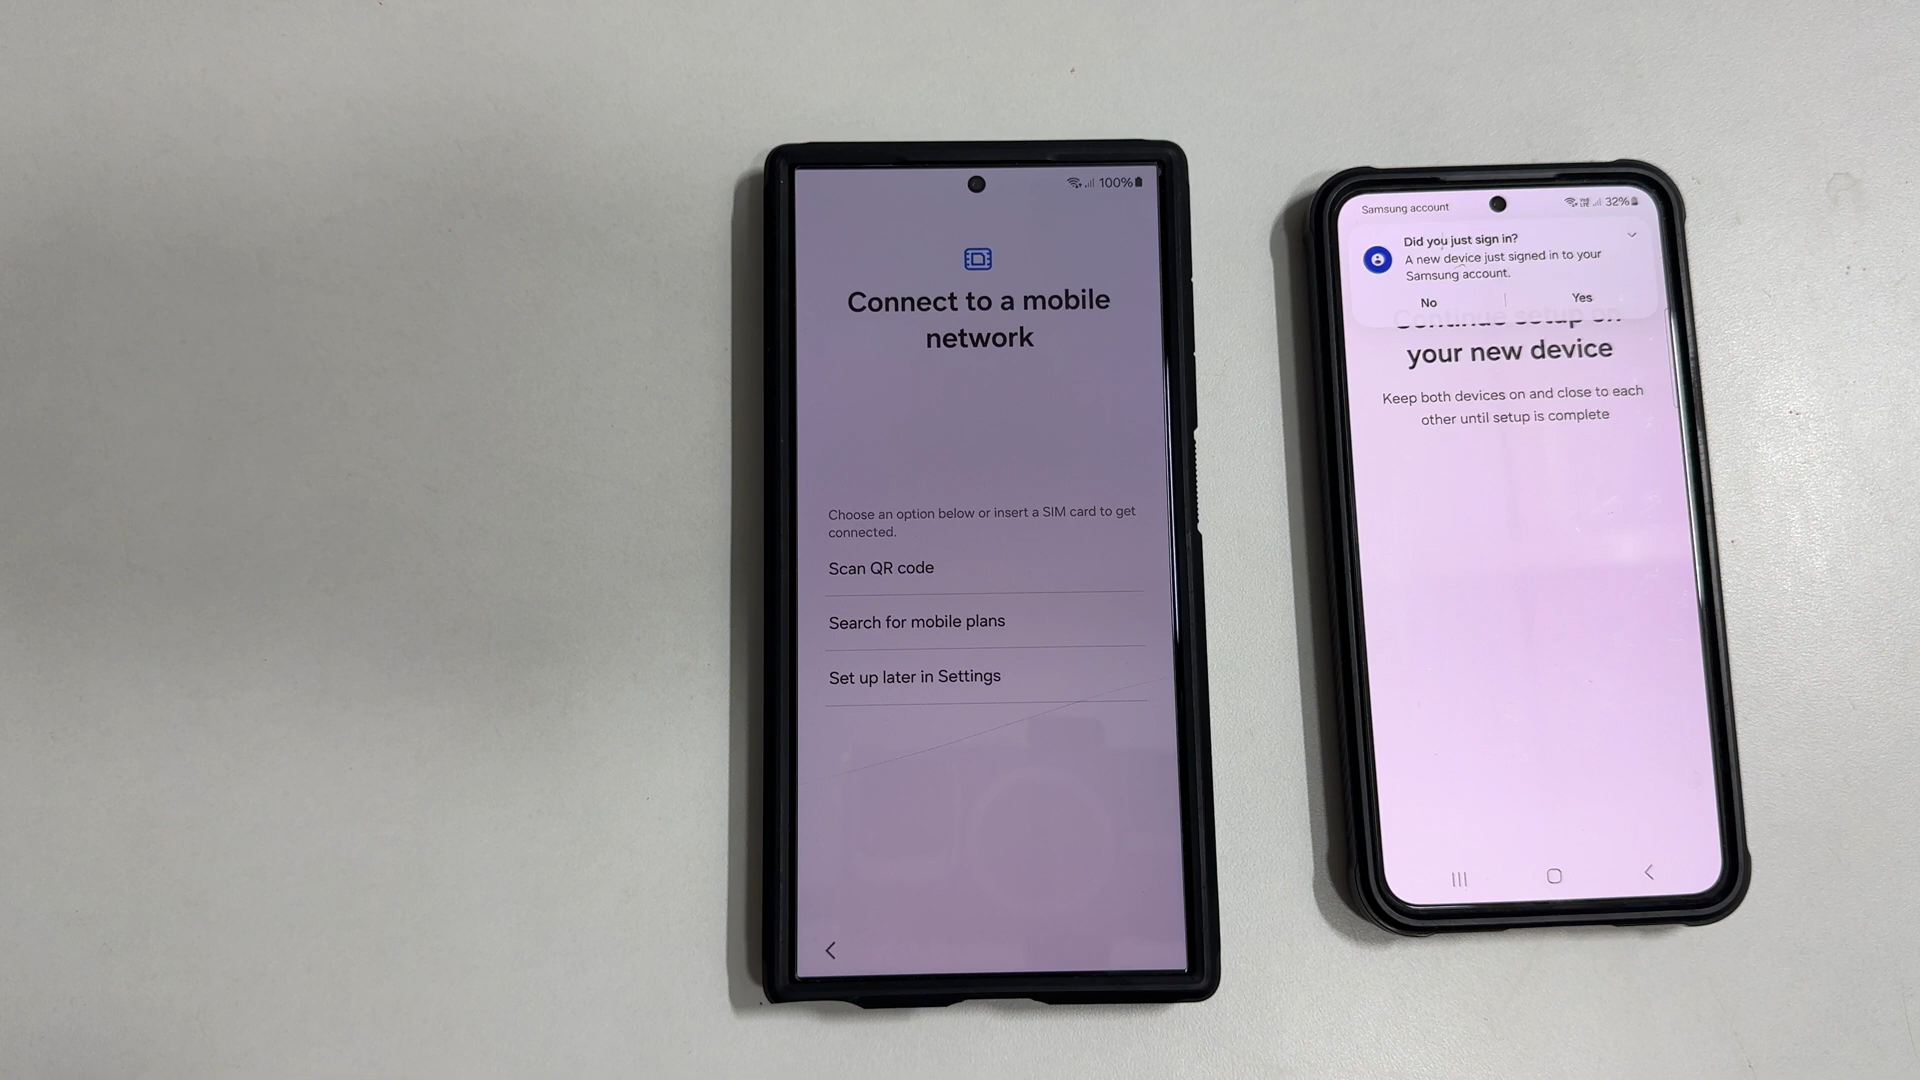 100%
Connect to a mobile
network
Choose an option below or insert a SIM card to get
connected.
Scan QR code
Search for mobile plans
Set up later in Settings
Samsung account
32%
Did you just sign in?
A new device just signed in to your
Samsung account.
No
Yes
Continue setup on
your new device
Keep both devices on and close to each
other until setup is complete